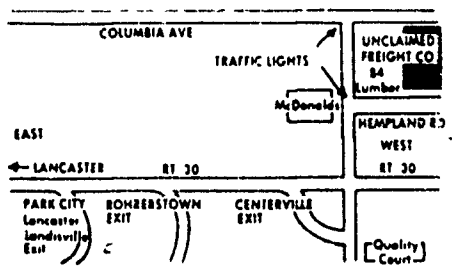 COLUMBIA AVE
UNCLAIMED
FREIGHT CO
84
Lumber
TRAFFIC LIGHTS
McDonalds
HEMPLAND RD
EAST
WEST
← LANCASTER
RT 30
RT 30
PARK CITY
Lancaster
Landisville
Exit
ROHRERSTOWN
EXIT
CENTERVILLE
EXIT
Quality
Court